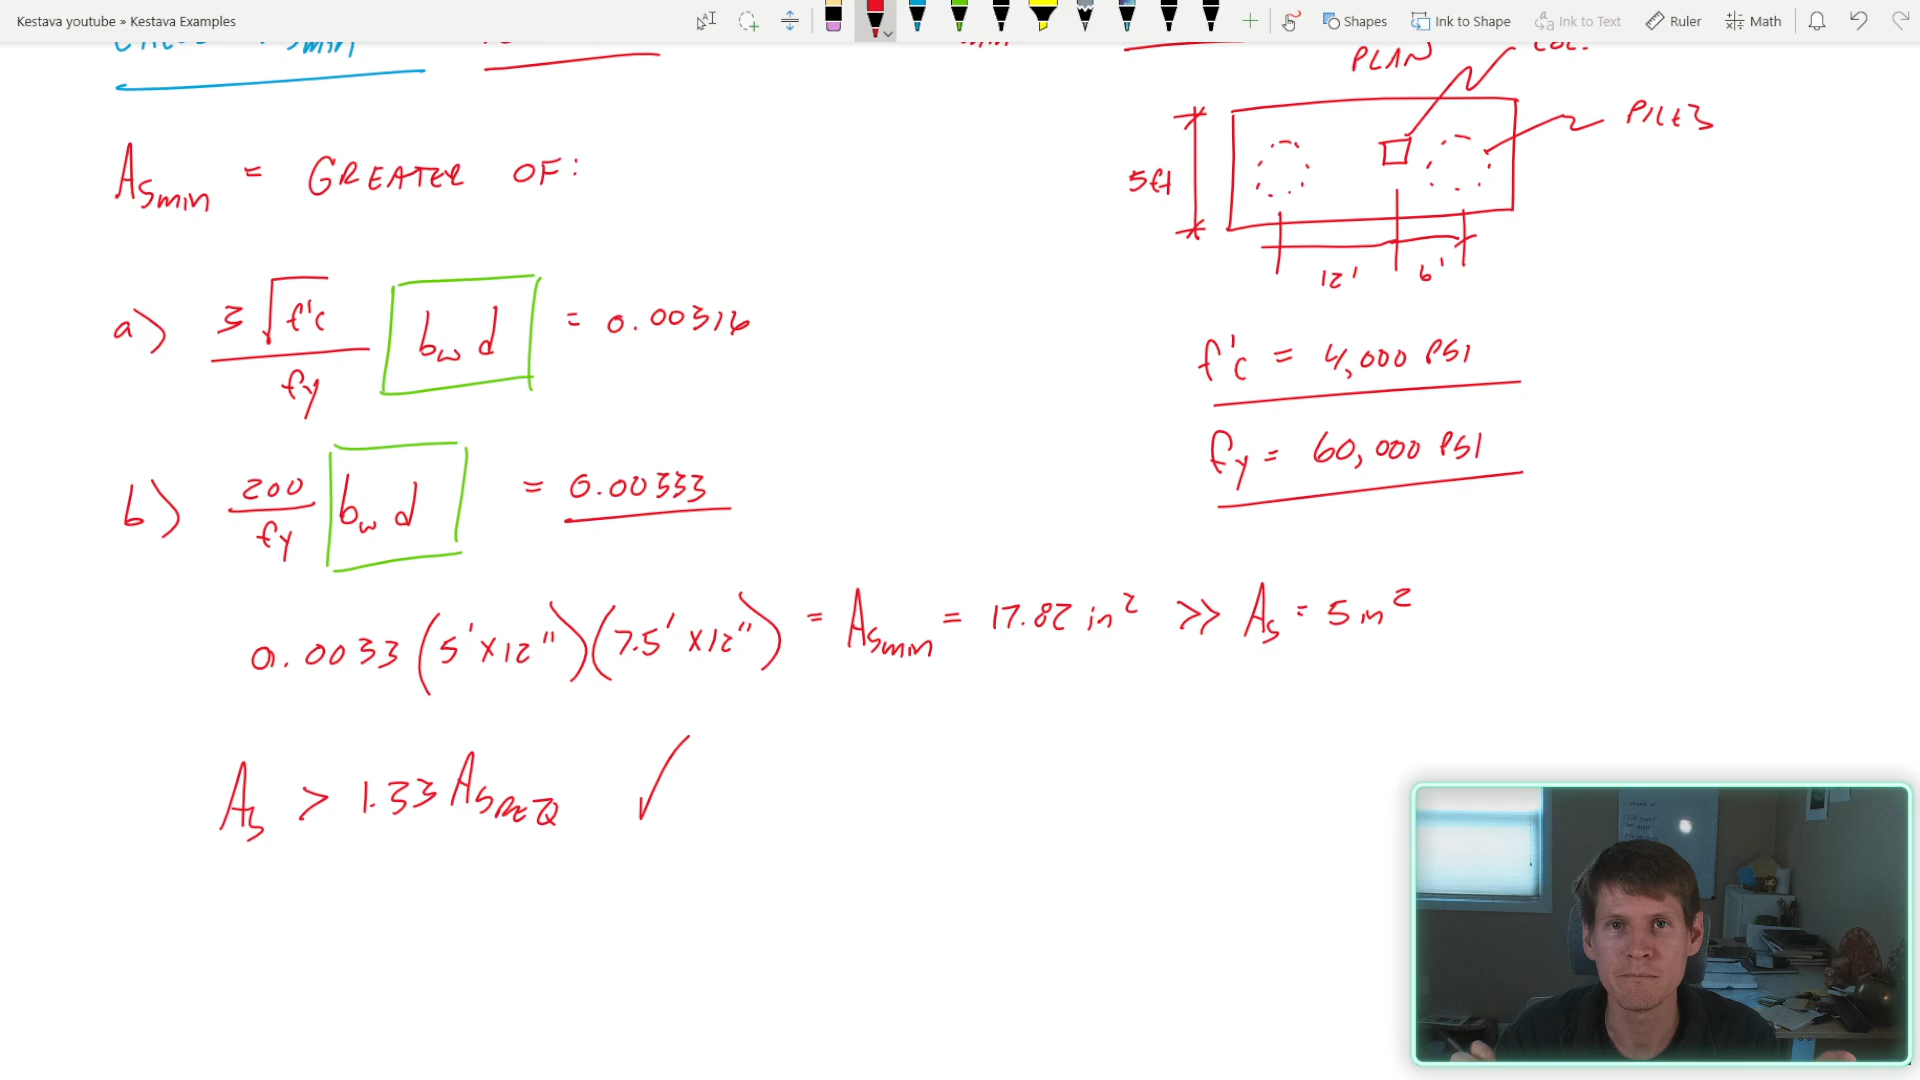 Kestava youtube » Kestava Examples
Shapes Ink to Shape Ink to Text Ruler Math
PLAN
PILES
5ft
12' 6'
Asmin = GREATER OF:
a) 3√f'c / fy bw d = 0.00316
b) 200 / fy bw d = 0.00333
f'c = 4,000 PSI
fy = 60,000 PSI
0.0033 (5' x 12") (7.5' x 12") = Asmin = 17.82 in² >> As = 5 in²
As > 1.33 AsREQ ✓